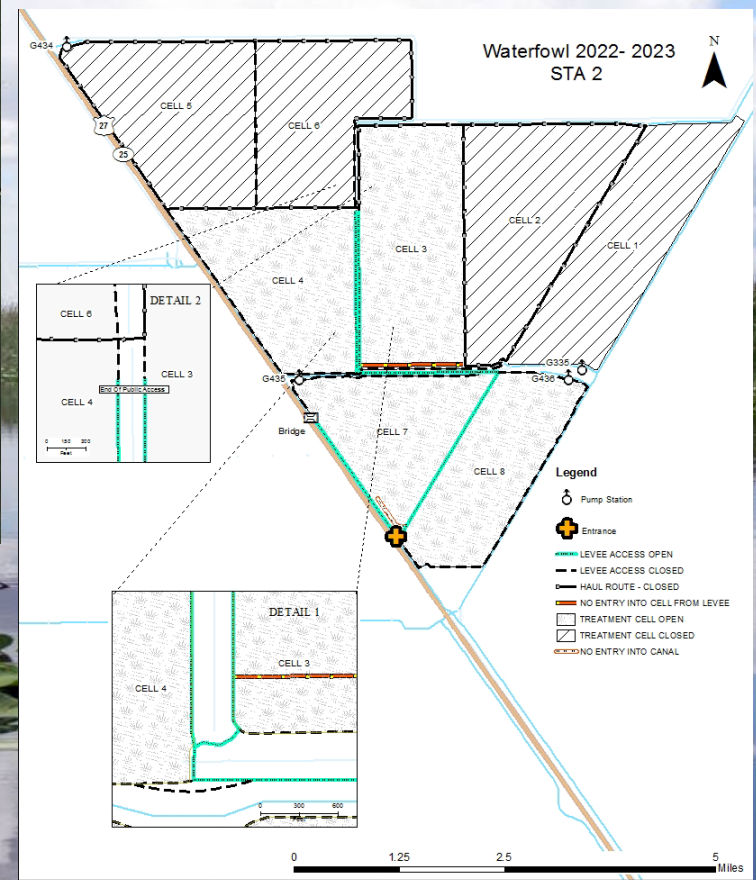 Waterfowl 2022- 2023
STA 2
N
G434
CELL 5
CELL 6
27
25
CELL 2
CELL 1
CELL 3
CELL 4
DETAIL 2
CELL 6
CELL 3
End Of Public Access
CELL 4
0 150 300
Feet
G435
G335
G436
Bridge
CELL 7
CELL 8
Legend
Pump Station
Entrance
LEVEE ACCESS OPEN
LEVEE ACCESS CLOSED
HAUL ROUTE - CLOSED
NO ENTRY INTO CELL FROM LEVEE
TREATMENT CELL OPEN
TREATMENT CELL CLOSED
NO ENTRY INTO CANAL
DETAIL 1
CELL 3
CELL 4
0 300 600
0 1.25 2.5 5
Miles